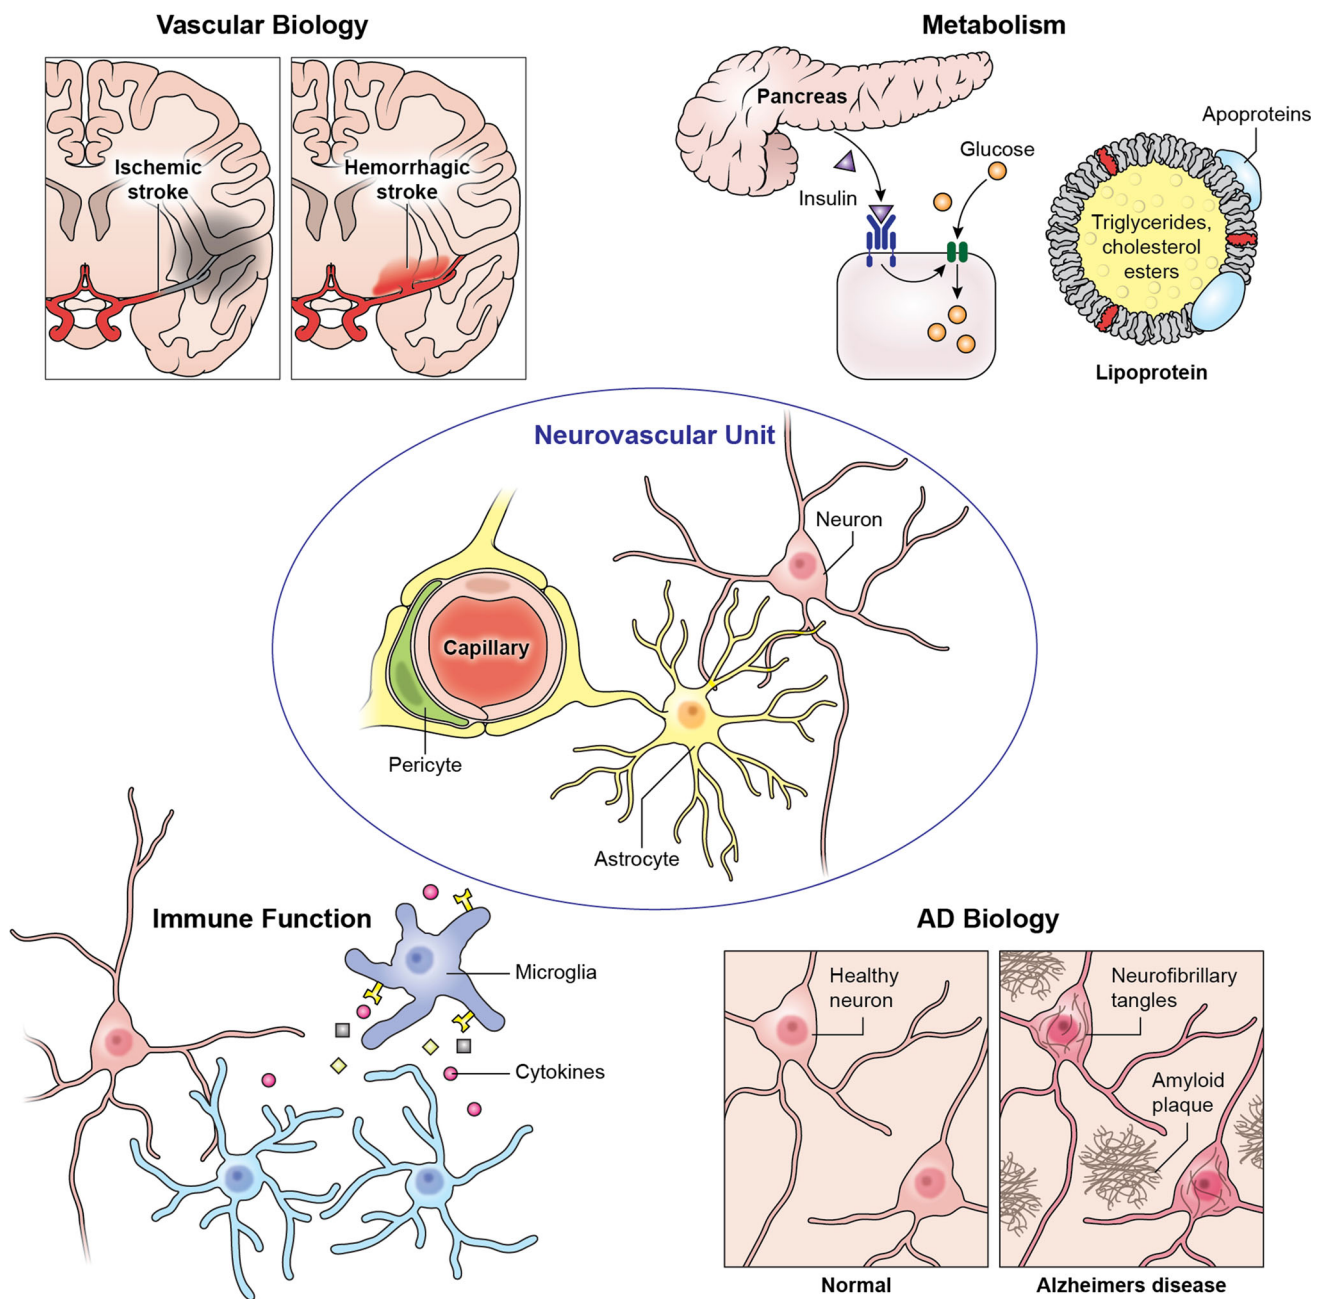 Vascular Biology
Ischemic
stroke
Hemorrhagic
stroke
Metabolism
Pancreas
Insulin
Glucose
Apoproteins
Triglycerides,
cholesterol
esters
Lipoprotein
Neurovascular Unit
Neuron
Capillary
Pericyte
Astrocyte
Immune Function
Microglia
Cytokines
AD Biology
Healthy
neuron
Neurofibrillary
tangles
Amyloid
plaque
Normal
Alzheimers disease